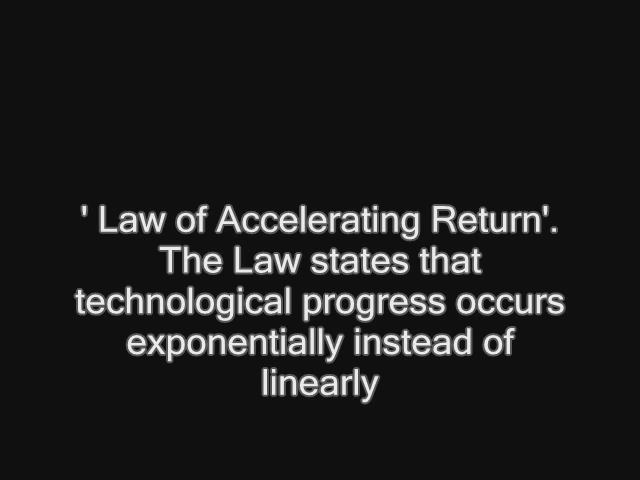 ' Law of Accelerating Return'.
The Law states that
technological progress occurs
exponentially instead of
linearly